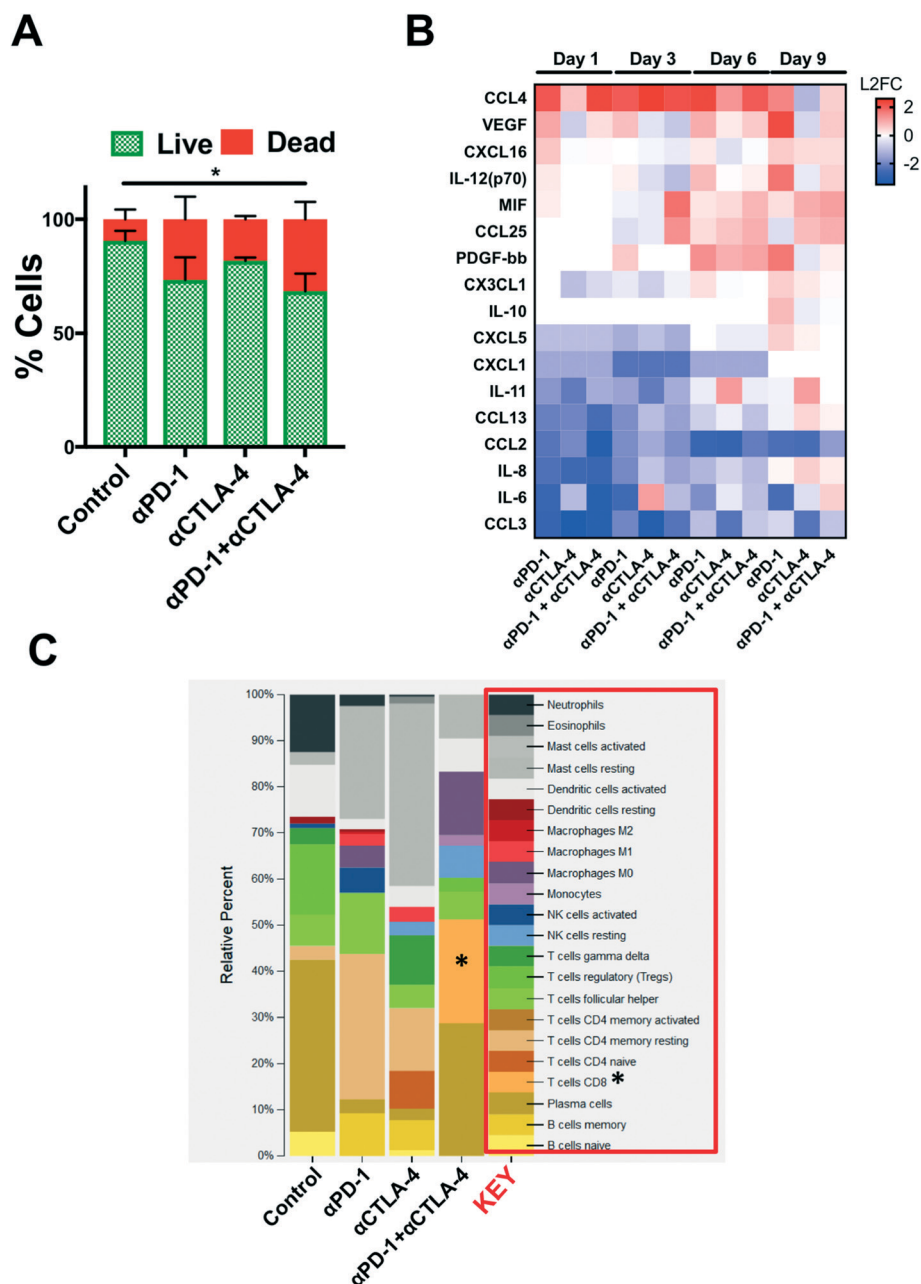 A
Live Dead
*
% Cells
100
50
0
Control
αPD-1
αCTLA-4
αPD-1+αCTLA-4
B
Day 1 Day 3 Day 6 Day 9
L2FC
2
0
-2
CCL4
VEGF
CXCL16
IL-12(p70)
MIF
CCL25
PDGF-bb
CX3CL1
IL-10
CXCL5
CXCL1
IL-11
CCL13
CCL2
IL-8
IL-6
CCL3
αPD-1
αCTLA-4
αPD-1 + αCTLA-4
αPD-1
αCTLA-4
αPD-1 + αCTLA-4
αPD-1
αCTLA-4
αPD-1 + αCTLA-4
αPD-1
αCTLA-4
αPD-1 + αCTLA-4
C
Relative Percent
100%
90%
80%
70%
60%
50%
40%
30%
20%
10%
0%
*
Neutrophils
Eosinophils
Mast cells activated
Mast cells resting
Dendritic cells activated
Dendritic cells resting
Macrophages M2
Macrophages M1
Macrophages M0
Monocytes
NK cells activated
NK cells resting
T cells gamma delta
T cells regulatory (Tregs)
T cells follicular helper
T cells CD4 memory activated
T cells CD4 memory resting
T cells CD4 naive
T cells CD8 *
Plasma cells
B cells memory
B cells naive
Control
αPD-1
αCTLA-4
αPD-1+αCTLA-4
KEY